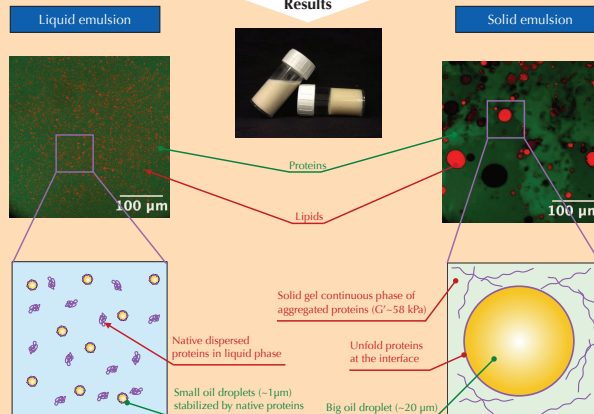 Results
Liquid emulsion
Solid emulsion
Proteins
100 μm
100 μm
Lipids
Solid gel continuous phase of
aggregated proteins (G'~58 kPa)
Native dispersed
proteins in liquid phase
Unfold proteins
at the interface
Small oil droplets (~1μm)
stabilized by native proteins
Big oil droplet (~20 μm)